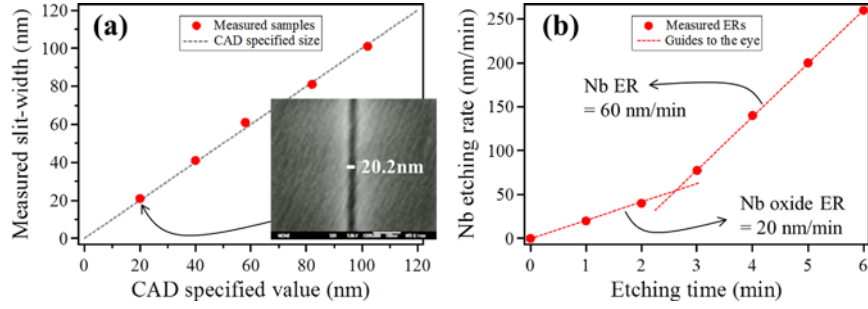 (a)
Measured samples
CAD specified size
Measured slit-width (nm)
120
100
80
60
40
20
0
20.2nm
0 20 40 60 80 100 120
CAD specified value (nm)
(b)
Measured ERs
Guides to the eye
Nb etching rate (nm/min)
250
200
150
100
50
0
Nb ER
= 60 nm/min
Nb oxide ER
= 20 nm/min
0 1 2 3 4 5 6
Etching time (min)